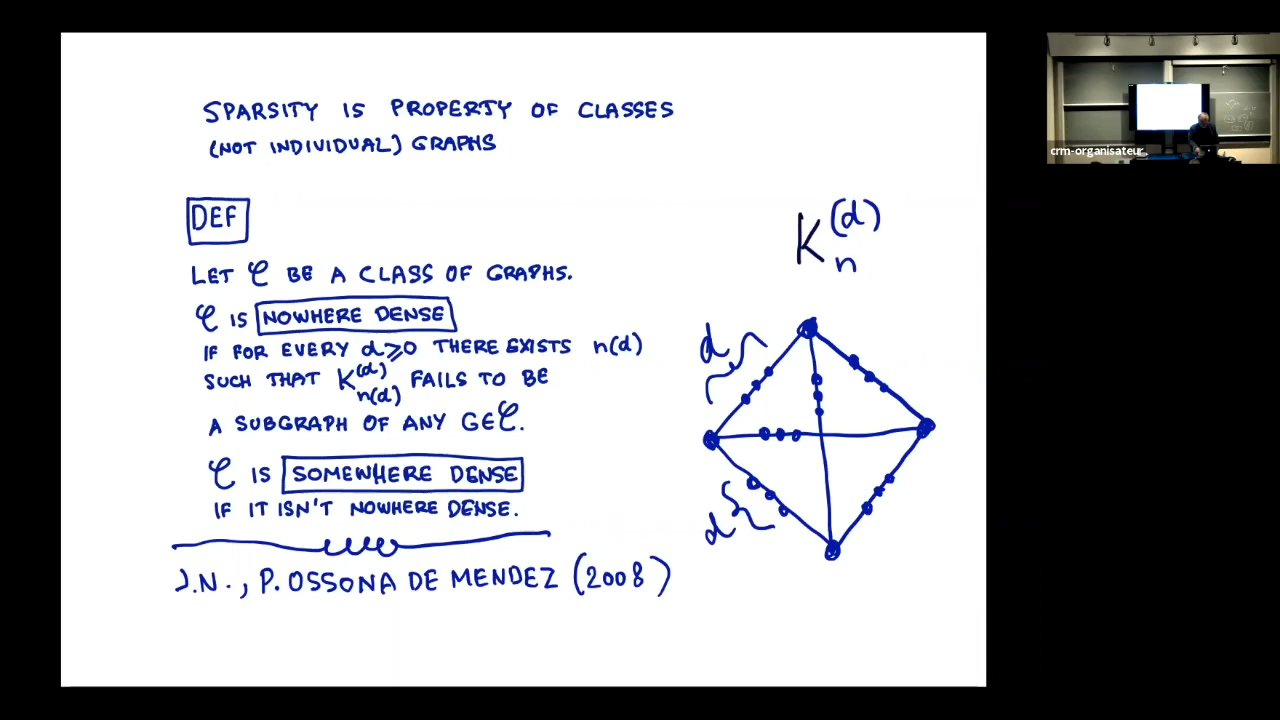 SPARSITY IS PROPERTY OF CLASSES
(NOT INDIVIDUAL) GRAPHS
DEF
LET 𝒞 BE A CLASS OF GRAPHS.
𝒞 IS NOWHERE DENSE
IF FOR EVERY d≥0 THERE EXISTS n(d)
SUCH THAT K^(d)_n(d) FAILS TO BE
A SUBGRAPH OF ANY G∈𝒞.
𝒞 IS SOMEWHERE DENSE
IF IT ISN'T NOWHERE DENSE.
J.N., P. OSSONA DE MENDEZ (2008)
K^(d)_n
d
d
crm-organisateur